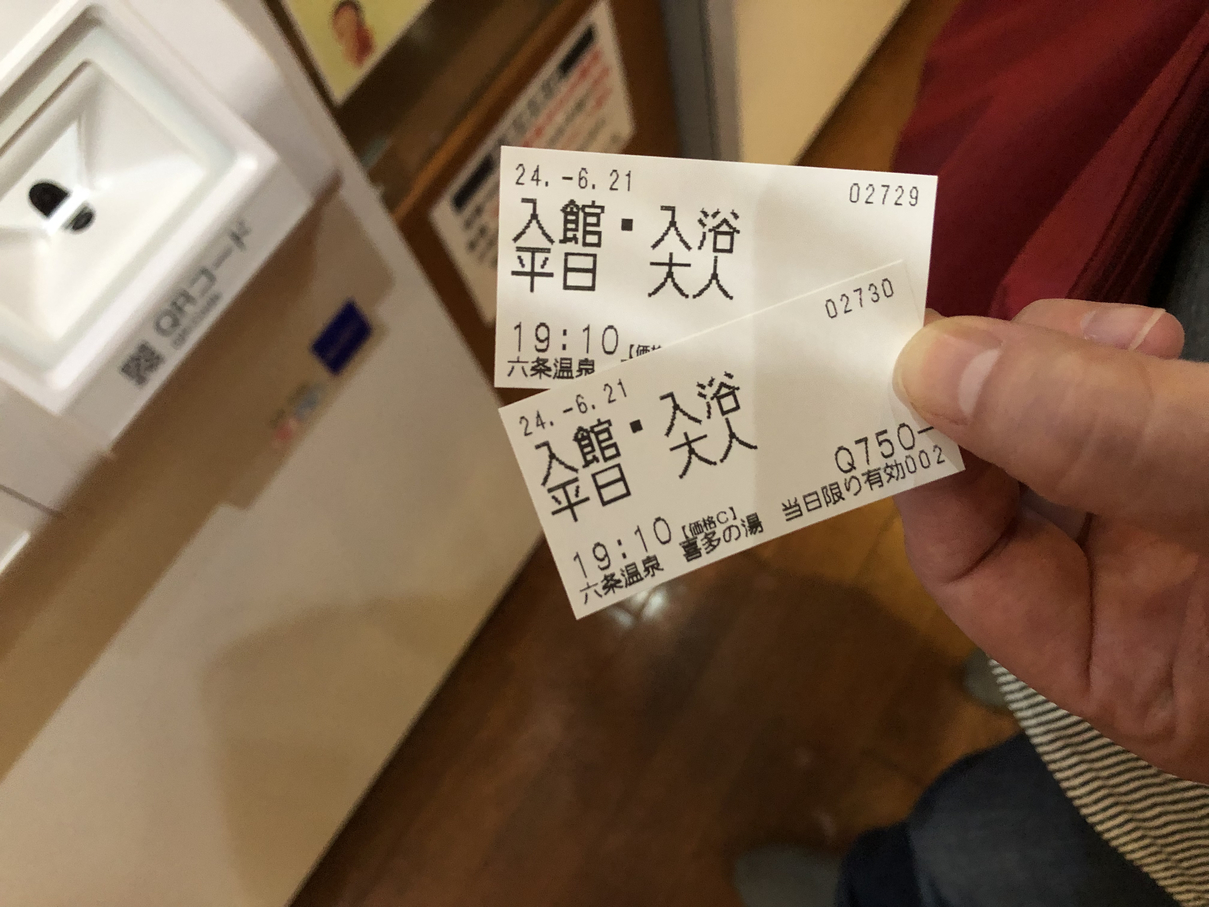 24.-6.21
02729
入館・入浴
平日 大人
19:10
六条温泉
24.-6.21
02730
入館・入浴
平日 大人
Q750-
19:10 【価格C】 当日限り有効002
六条温泉 喜多の湯
QRコード